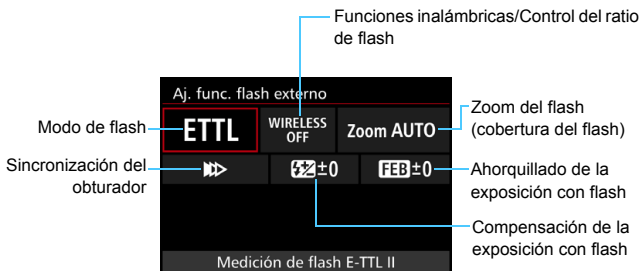 Funciones inalámbricas/Control del ratio
de flash
Aj. func. flash externo
Modo de flash
ETTL
WIRELESS
OFF
Zoom AUTO
Zoom del flash
(cobertura del flash)
Sincronización del
obturador
±0
FEB±0
Ahorquillado de la
exposición con flash
Compensación de la
exposición con flash
Medición de flash E-TTL II